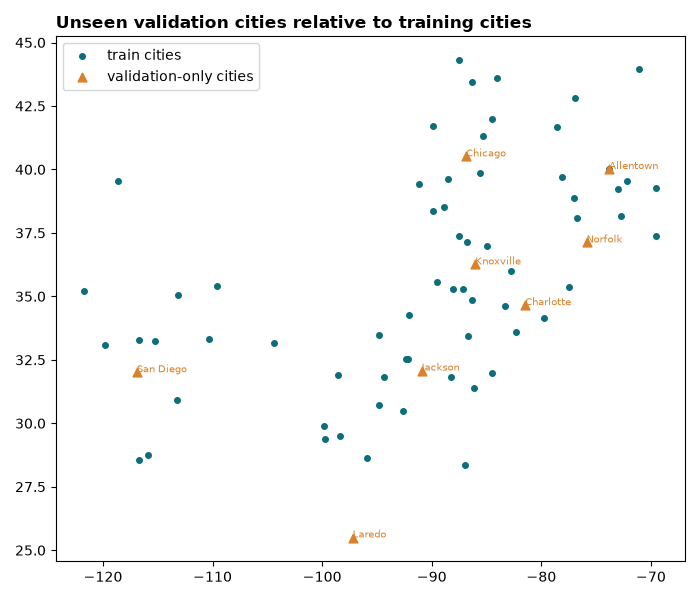 Unseen validation cities relative to training cities
train cities
validation-only cities
45.0
42.5
40.0
37.5
35.0
32.5
30.0
27.5
25.0
Chicago
Allentown
Norfolk
Knoxville
Charlotte
San Diego
Jackson
Laredo
−120
−110
−100
−90
−80
−70